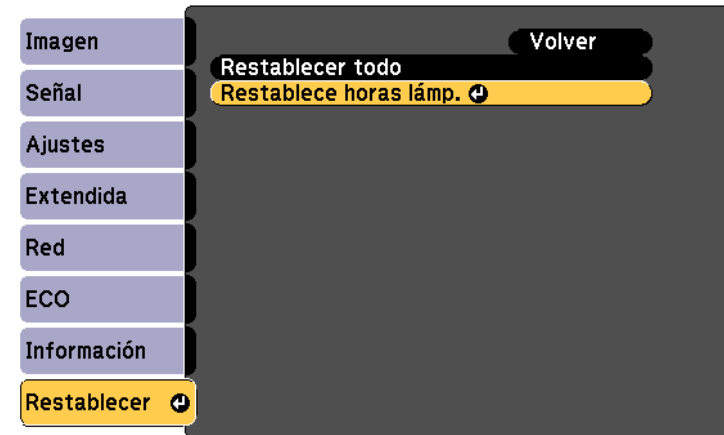 Imagen
Señal
Ajustes
Extendida
Red
ECO
Información
Restablecer
Volver
Restablecer todo
Restablece horas lámp.